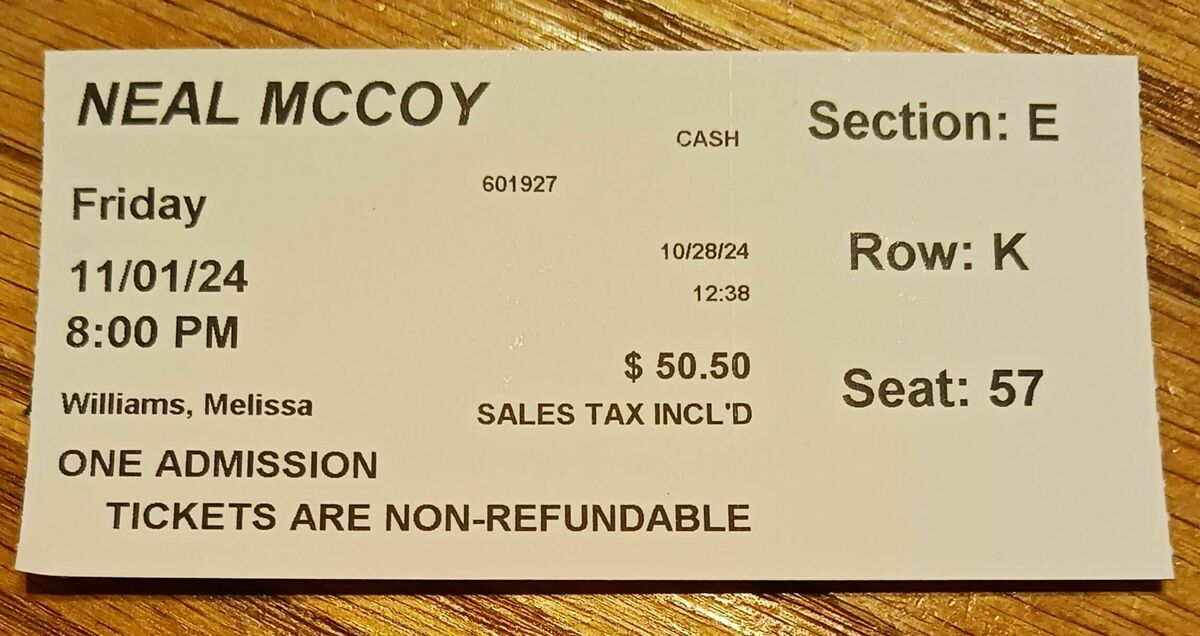 NEAL MCCOY
CASH
601927
Friday
11/01/24
8:00 PM
10/28/24
12:38
$ 50.50
Williams, Melissa
SALES TAX INCL'D
ONE ADMISSION
TICKETS ARE NON-REFUNDABLE
Section: E
Row: K
Seat: 57